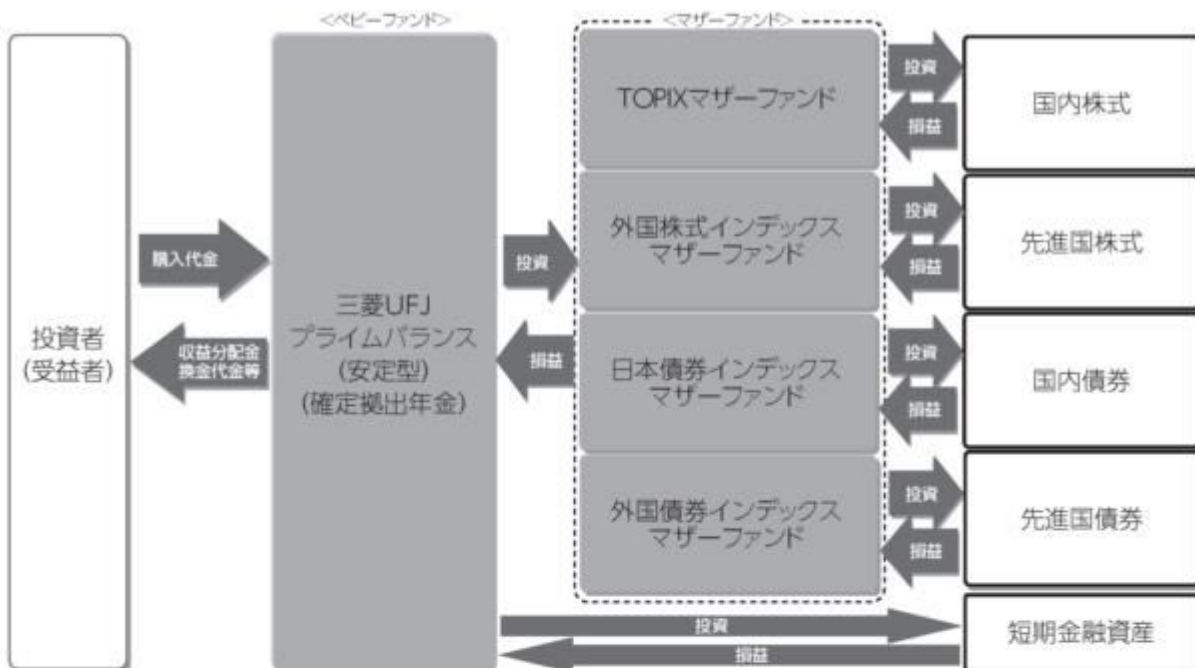 <ベビーファンド>
<マザーファンド>
投資者
(受益者)
購入代金
収益分配金
換金代金等
三菱UFJ
プライムバランス
(安定型)
(確定拠出年金)
投資
損益
TOPIXマザーファンド
投資
損益
国内株式
外国株式インデックス
マザーファンド
投資
損益
先進国株式
日本債券インデックス
マザーファンド
投資
損益
国内債券
外国債券インデックス
マザーファンド
投資
損益
先進国債券
投資
損益
短期金融資産